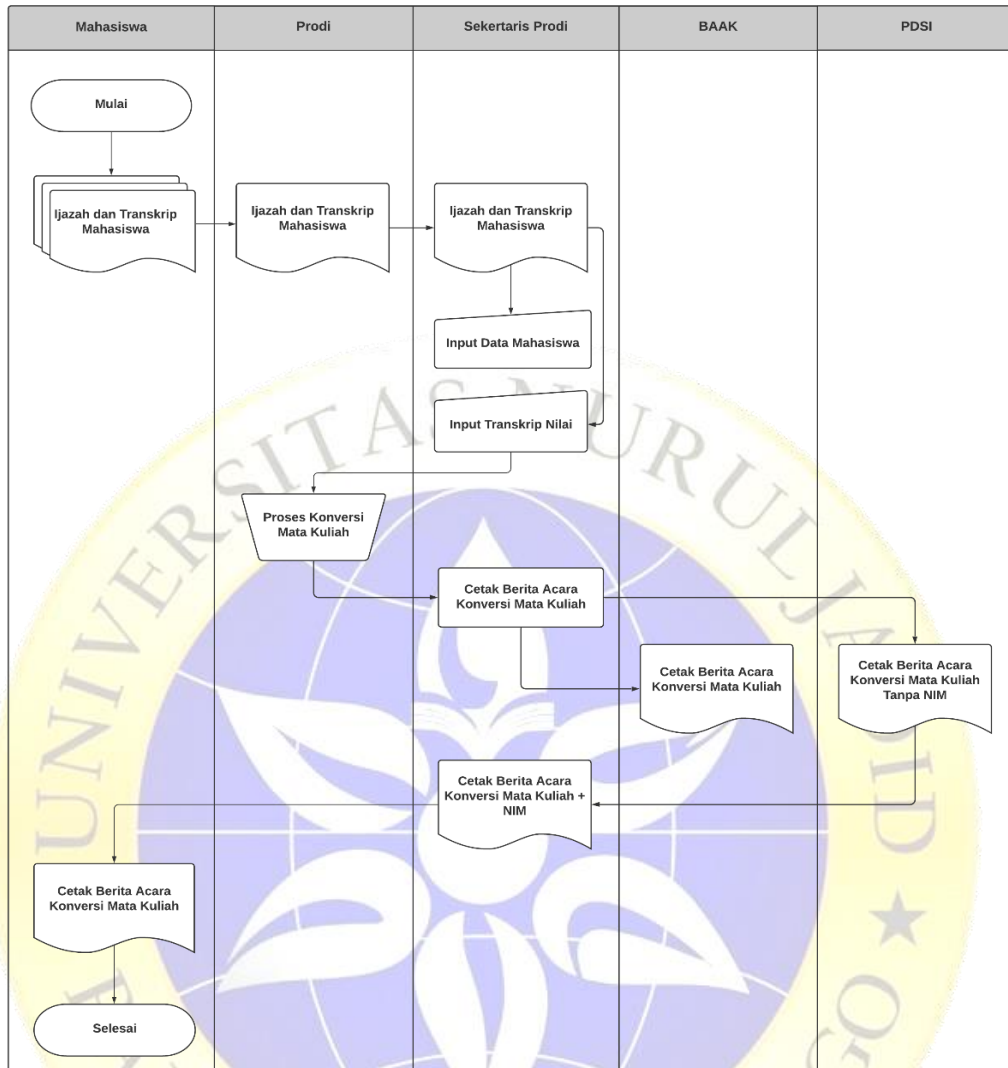 Mahasiswa
Prodi
Sekertaris Prodi
BAAK
PDSI
Mulai
Ijazah dan Transkrip
Mahasiswa
Ijazah dan Transkrip
Mahasiswa
Ijazah dan Transkrip
Mahasiswa
Input Data Mahasiswa
Input Transkrip Nilai
Proses Konversi
Mata Kuliah
Cetak Berita Acara
Konversi Mata Kuliah
Cetak Berita Acara
Konversi Mata Kuliah
Cetak Berita Acara
Konversi Mata Kuliah
Tanpa NIM
Cetak Berita Acara
Konversi Mata Kuliah +
NIM
Cetak Berita Acara
Konversi Mata Kuliah
Selesai
UNIVERSITAS NURUL JADID